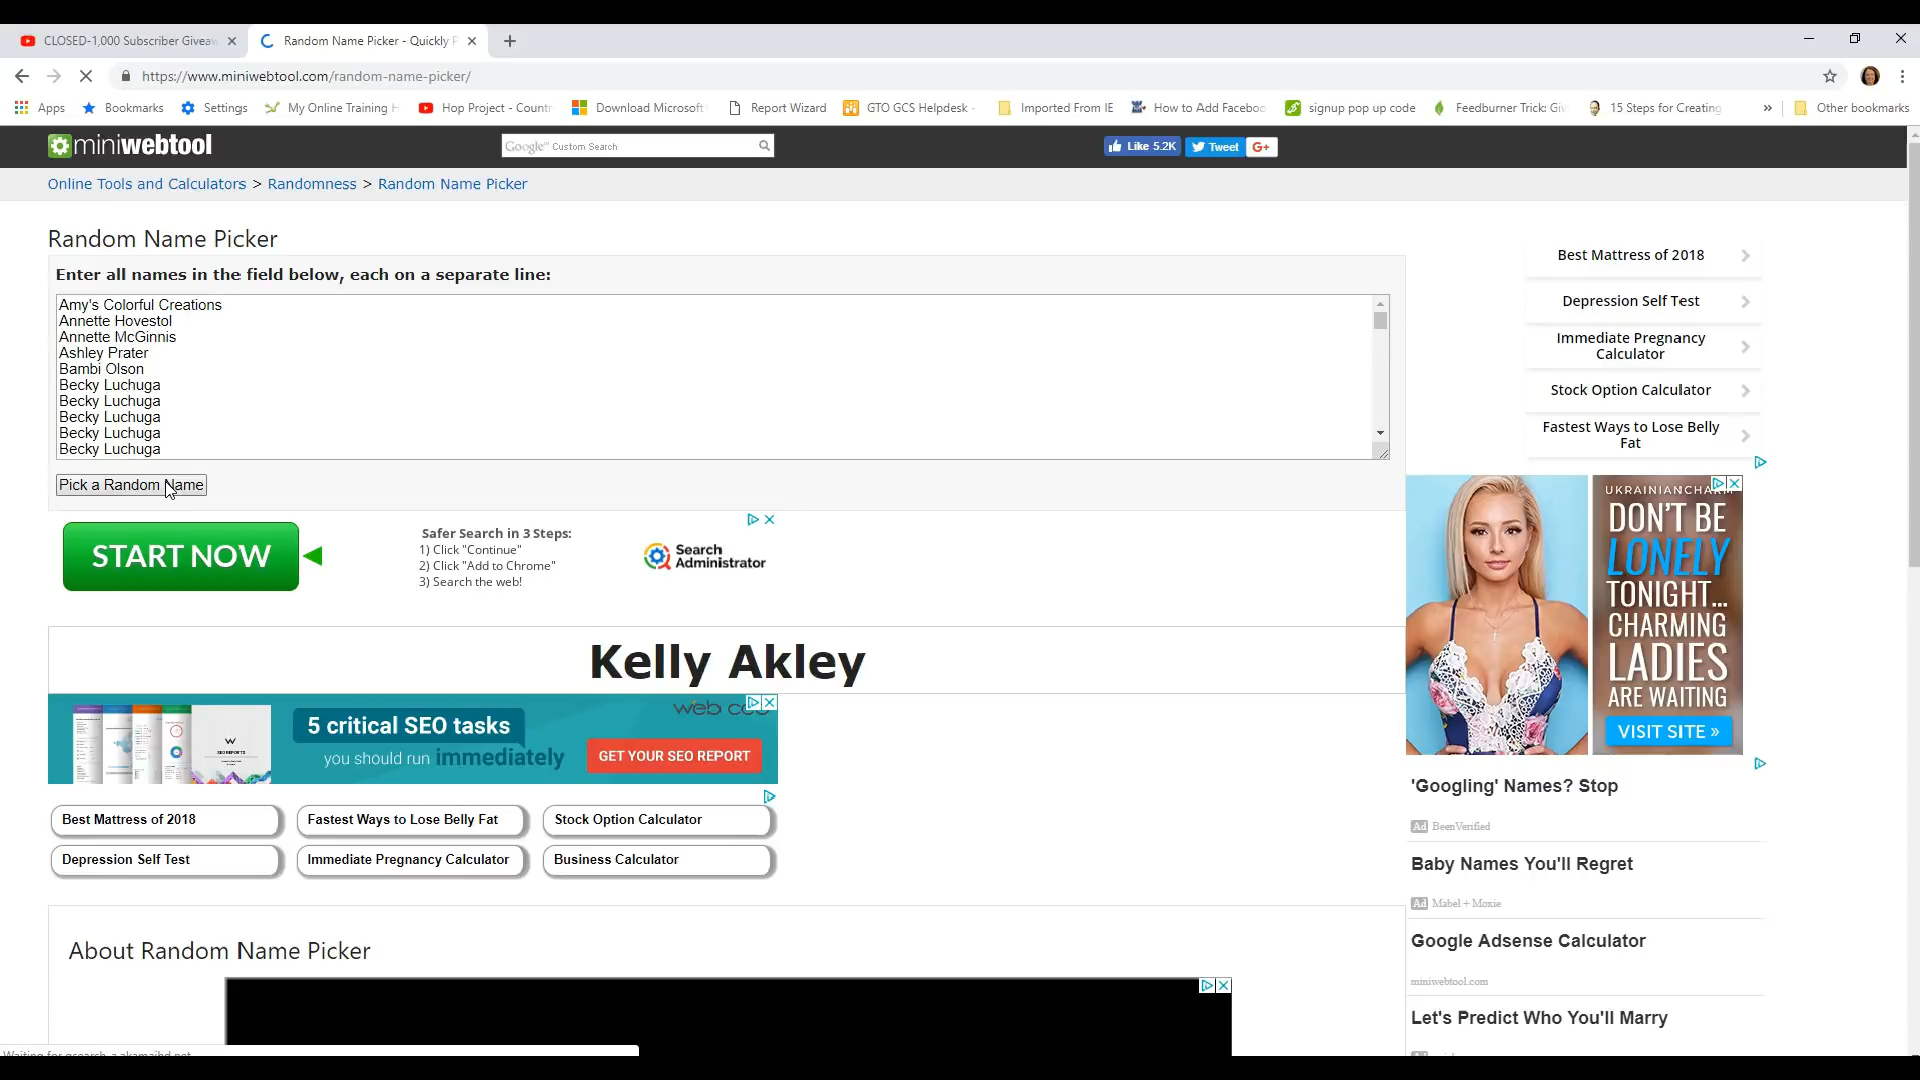 CLOSED-1,000 Subscriber Giveaw
Random Name Picker - Quickly P
https://www.miniwebtool.com/random-name-picker/
Apps
Bookmarks
Settings
My Online Training H
Hop Project - Countr
Download Microsoft
Report Wizard
GTO GCS Helpdesk -
Imported From IE
How to Add Faceboo
signup pop up code
Feedburner Trick: Giv
15 Steps for Creating
»
Other bookmarks
miniwebtool
Google™ Custom Search
Like 5.2K
Tweet
G+
Online Tools and Calculators > Randomness > Random Name Picker
Random Name Picker
Enter all names in the field below, each on a separate line:
Amy's Colorful Creations
Annette Hovestol
Annette McGinnis
Ashley Prater
Bambi Olson
Becky Luchuga
Becky Luchuga
Becky Luchuga
Becky Luchuga
Becky Luchuga
Pick a Random Name
START NOW
Safer Search in 3 Steps:
1) Click "Continue"
2) Click "Add to Chrome"
3) Search the web!
Search
Administrator
Kelly Akley
5 critical SEO tasks
you should run immediately
web ceo
GET YOUR SEO REPORT
W
SEO REPORTS
Best Mattress of 2018
Fastest Ways to Lose Belly Fat
Stock Option Calculator
Depression Self Test
Immediate Pregnancy Calculator
Business Calculator
About Random Name Picker
Best Mattress of 2018
Depression Self Test
Immediate Pregnancy
Calculator
Stock Option Calculator
Fastest Ways to Lose Belly
Fat
UKRAINIANCHARM
DON'T BE
LONELY
TONIGHT...
CHARMING
LADIES
ARE WAITING
VISIT SITE »
'Googling' Names? Stop
Ad BeenVerified
Baby Names You'll Regret
Ad Mabel + Moxie
Google Adsense Calculator
miniwebtool.com
Let's Predict Who You'll Marry